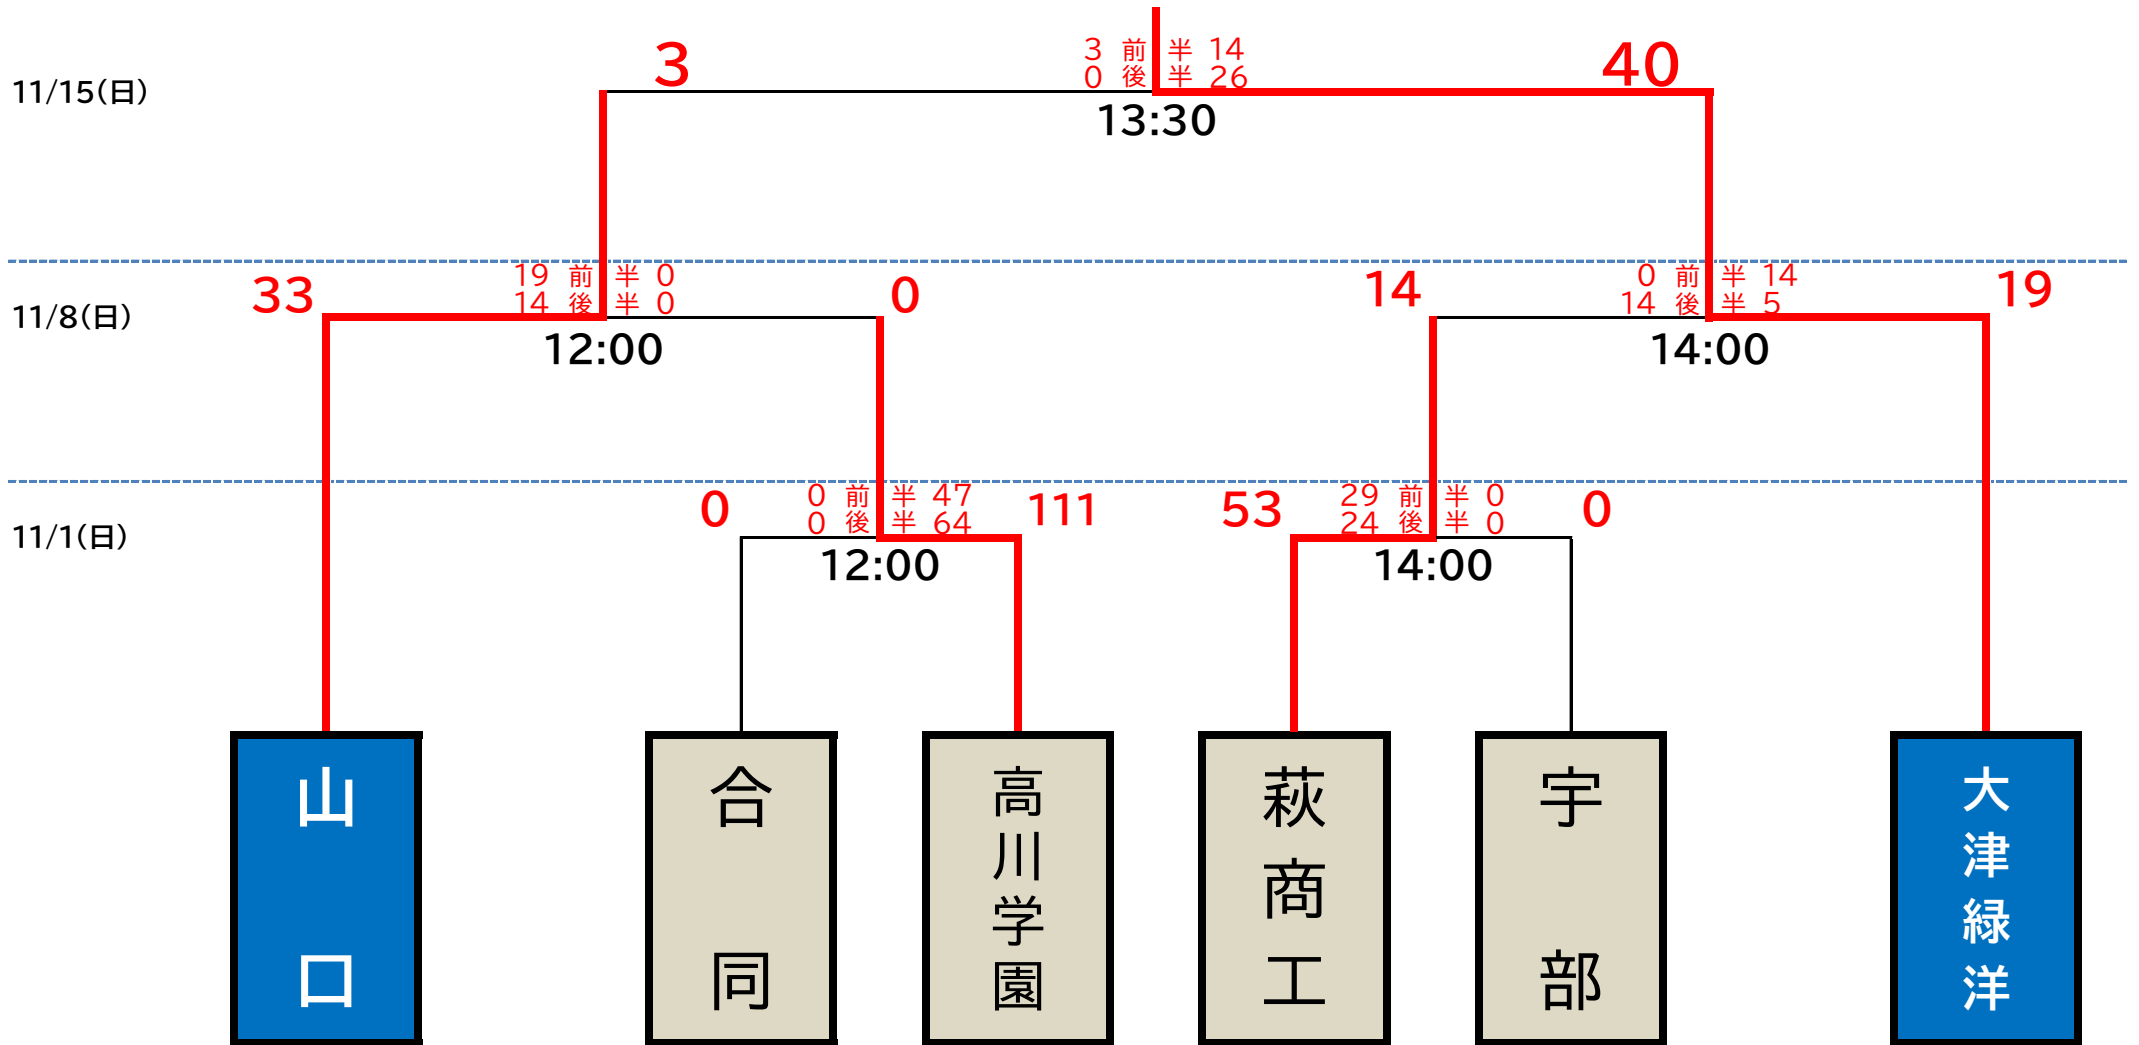 3 3 前 半 14 40
0 後 半 26
11/15(日)
13:30
33 19 前 半 0 0 14 0 前 半 14 19
14 後 半 0 14 後 半 5
11/8(日)
12:00 14:00
0 0 前 半 47 111 53 29 前 半 0 0
0 後 半 64 24 後 半 0
11/1(日)
12:00 14:00
山口
合同
高川学園
萩商工
宇部
大津緑洋